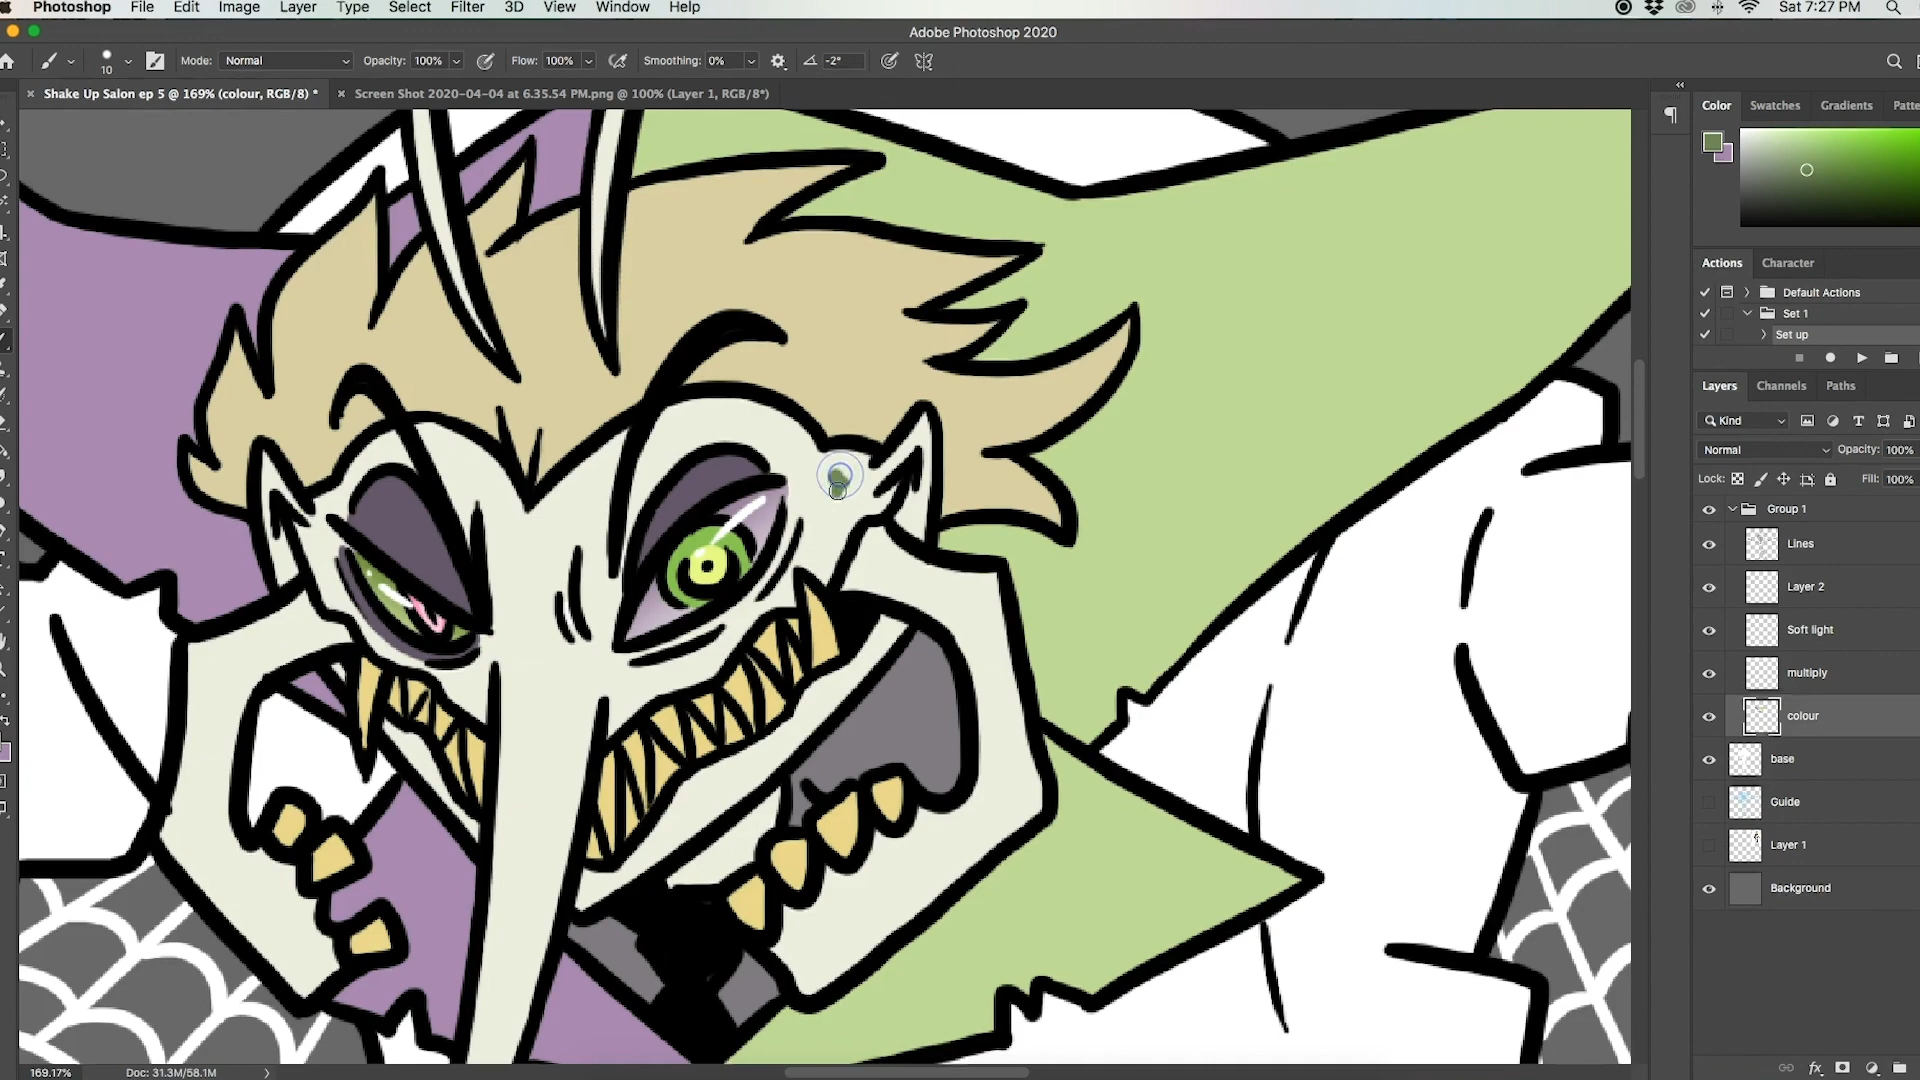 Photoshop File Edit Image Layer Type Select Filter 3D View Window Help Sat 7:27 PM
Adobe Photoshop 2020
10 Mode: Normal Opacity: 100% Flow: 100% Smoothing: 0% -2°
Shake Up Salon ep 5 @ 169% (colour, RGB/8) * Screen Shot 2020-04-04 at 6.35.54 PM.png @ 100% (Layer 1, RGB/8*)
Color Swatches Gradients Patte
Actions Character
Default Actions
Set 1
Set up
Layers Channels Paths
Kind
Normal Opacity: 100%
Lock: Fill: 100%
Group 1
Lines
Layer 2
Soft light
multiply
colour
base
Guide
Layer 1
Background
169.17% Doc: 31.3M/58.1M